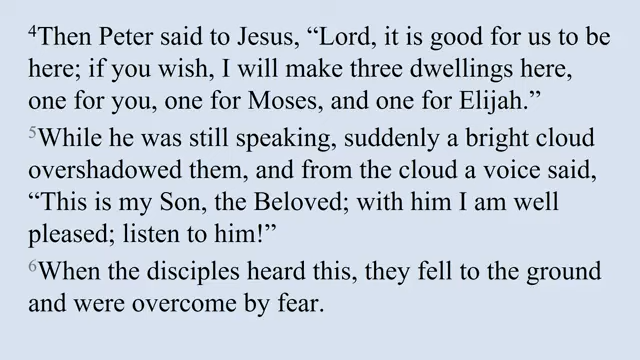 ⁴Then Peter said to Jesus, “Lord, it is good for us to be
here; if you wish, I will make three dwellings here,
one for you, one for Moses, and one for Elijah.”
⁵While he was still speaking, suddenly a bright cloud
overshadowed them, and from the cloud a voice said,
“This is my Son, the Beloved; with him I am well
pleased; listen to him!”
⁶When the disciples heard this, they fell to the ground
and were overcome by fear.